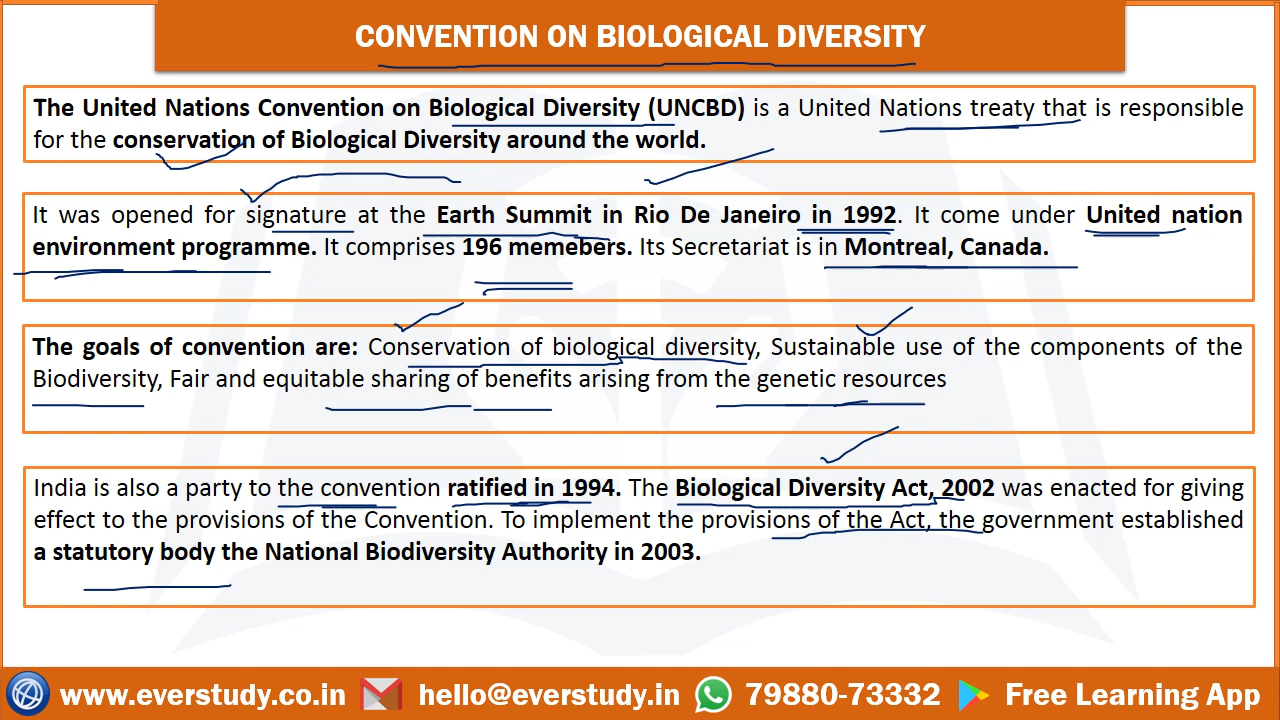 CONVENTION ON BIOLOGICAL DIVERSITY
The United Nations Convention on Biological Diversity (UNCBD) is a United Nations treaty that is responsible
for the conservation of Biological Diversity around the world.
It was opened for signature at the Earth Summit in Rio De Janeiro in 1992. It come under United nation
environment programme. It comprises 196 memebers. Its Secretariat is in Montreal, Canada.
The goals of convention are: Conservation of biological diversity, Sustainable use of the components of the
Biodiversity, Fair and equitable sharing of benefits arising from the genetic resources
India is also a party to the convention ratified in 1994. The Biological Diversity Act, 2002 was enacted for giving
effect to the provisions of the Convention. To implement the provisions of the Act, the government established
a statutory body the National Biodiversity Authority in 2003.
www.everstudy.co.in hello@everstudy.in 79880-73332 Free Learning App